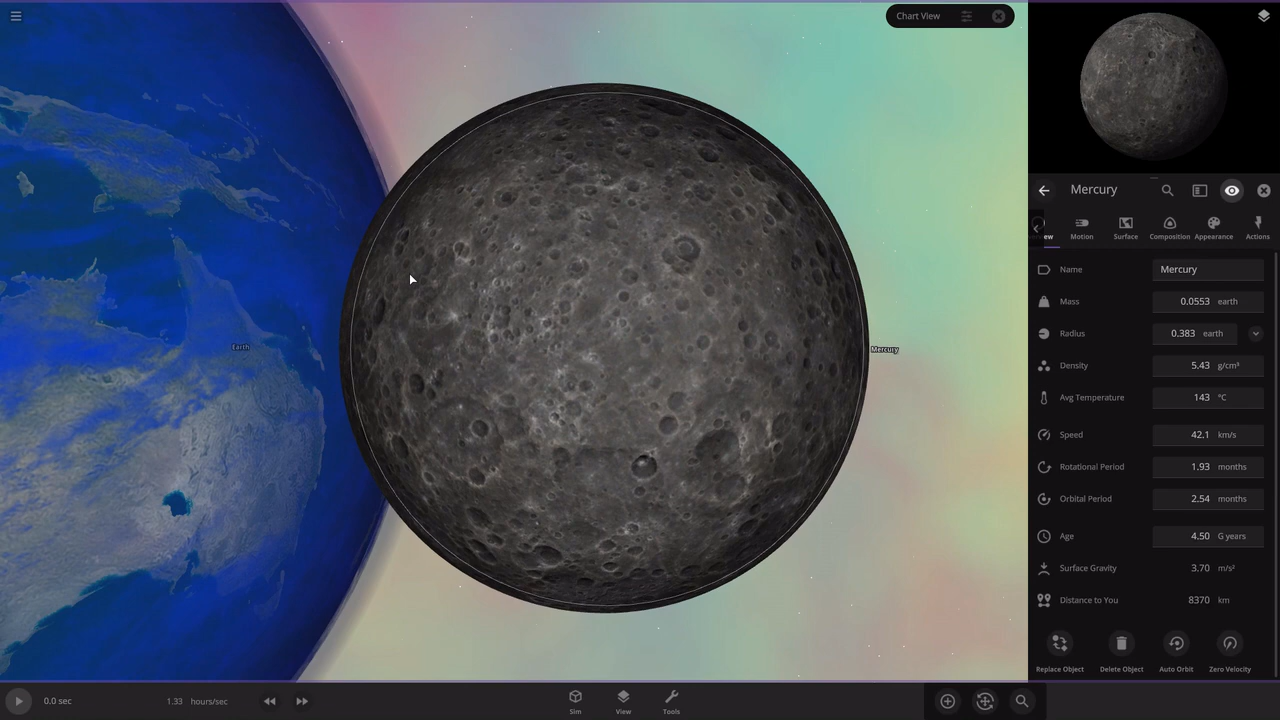 Chart View
Earth
Mercury
Mercury
Motion
Surface
Composition
Appearance
Actions
Name Mercury
Mass 0.0553 earth
Radius 0.383 earth
Density 5.43 g/cm³
Avg Temperature 143 °C
Speed 42.1 km/s
Rotational Period 1.93 months
Orbital Period 2.54 months
Age 4.50 G years
Surface Gravity 3.70 m/s²
Distance to You 8370 km
Replace Object
Delete Object
Auto Orbit
Zero Velocity
0.0 sec
1.33 hours/sec
Sim
View
Tools